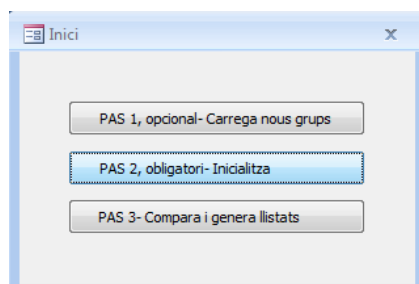 Inici
PAS 1, opcional- Carrega nous grups
PAS 2, obligatori- Inicialitza
PAS 3- Compara i genera llistats